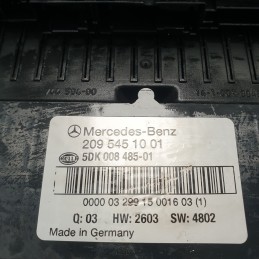 Mercedes-Benz
209 545 10 01
HELLA 5DK 008 485-01
0000 03 299 15 0016 03 (1)
Q: 03 HW: 2603 SW: 4802
Made in Germany